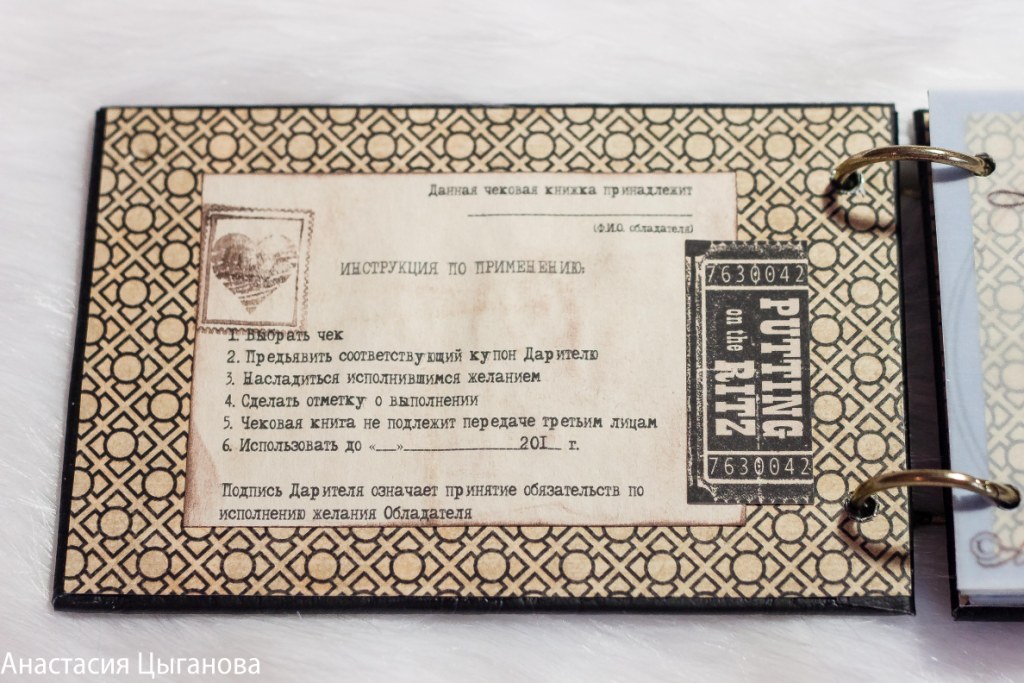 Данная чековая книжка принадлежит
(Ф.И.О. обладателя)
ИНСТРУКЦИЯ ПО ПРИМЕНЕНИЮ:
1. Выбрать чек
2. Предьявить соответствующий купон Дарителю
3. Насладиться исполнившимся желанием
4. Сделать отметку о выполнении
5. Чековая книга не подлежит передаче третьим лицам
6. Использовать до «__»______________201_ г.
Подпись Дарителя означает принятие обязательств по
исполнению желания Обладателя
7630042
PUTTING
on the RITZ
7630042
Анастасия Цыганова